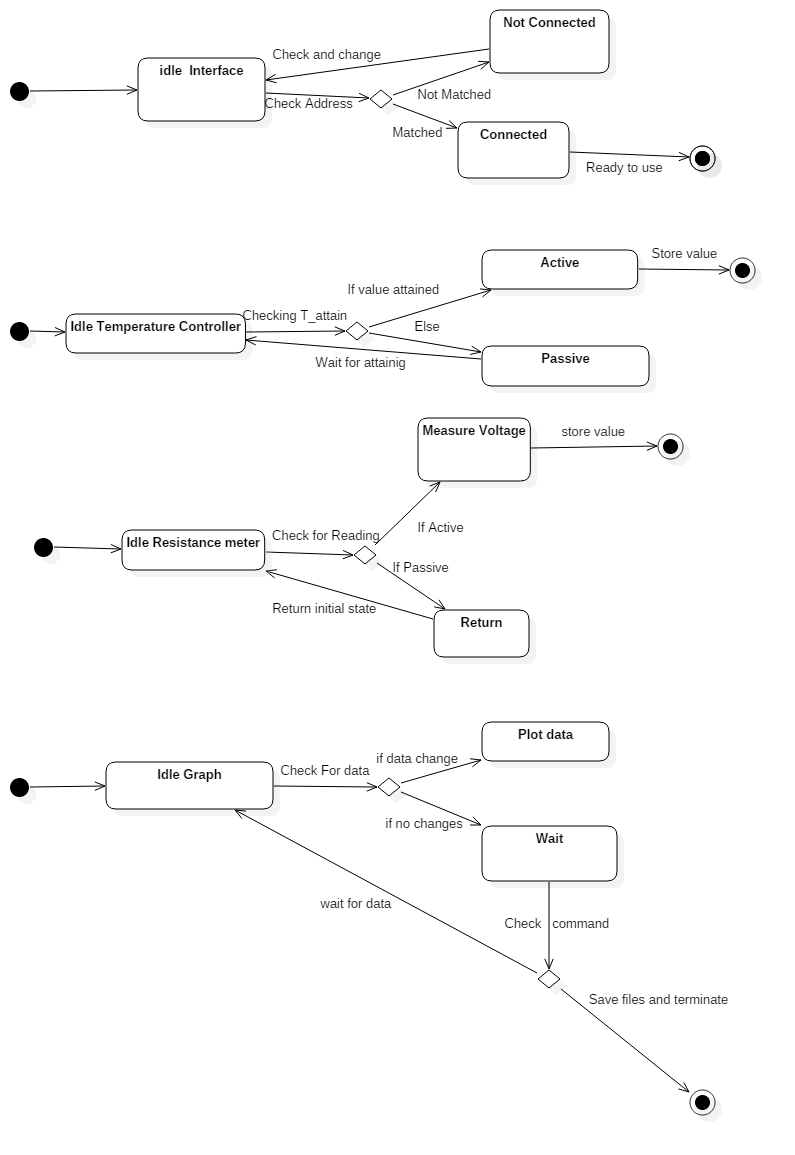 Not Connected
Check and change
idle  Interface
Not Matched
Check Address
Matched
Connected
Ready to use
Store value
Active
If value attained
Checking T_attain
Idle Temperature Controller
Else
Passive
Wait for attainig
Measure Voltage
store value
If Active
Check for Reading
Idle Resistance meter
If Passive
Return initial state
Return
Plot data
if data change
Check For data
Idle Graph
if no changes
Wait
wait for data
Check   command
Save files and terminate